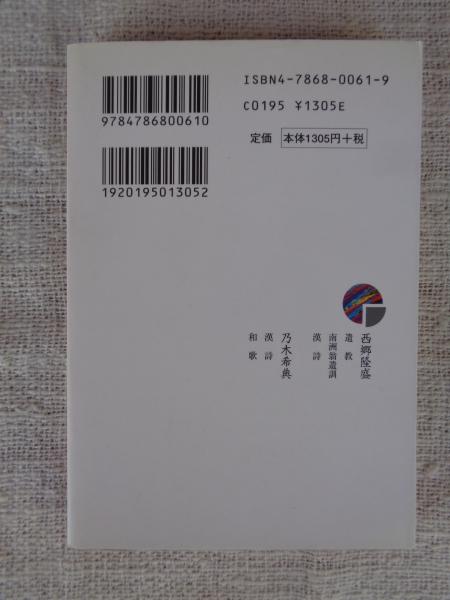 ISBN4-7868-0061-9
C0195 ¥1305E
定価 本体1305円+税
9784786800610
1920195013052
西郷隆盛
遺教
南洲翁遺訓
漢詩
乃木希典
漢詩
和歌